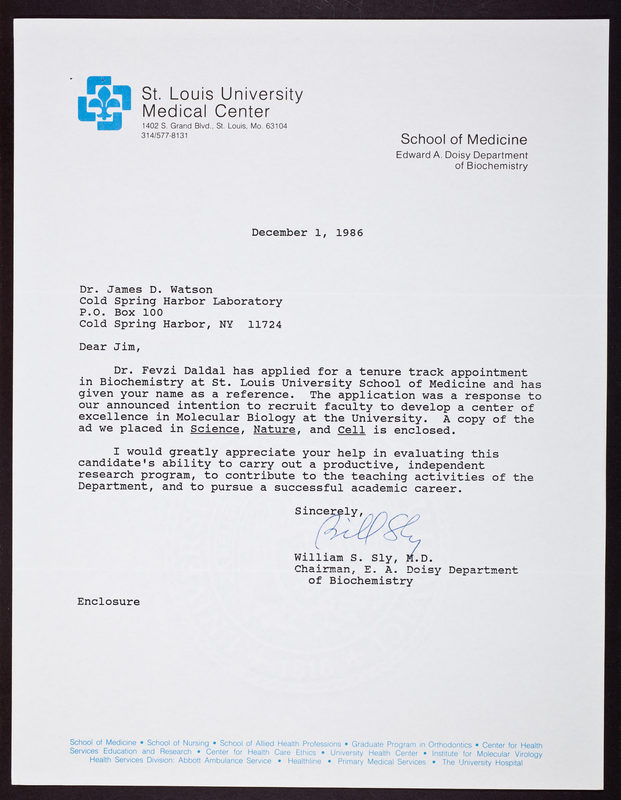 St. Louis University
Medical Center
1402 S. Grand Blvd., St. Louis, Mo. 63104
314/577-8131
School of Medicine
Edward A. Doisy Department
of Biochemistry
December 1, 1986
Dr. James D. Watson
Cold Spring Harbor Laboratory
P.O. Box 100
Cold Spring Harbor, NY 11724
Dear Jim,
Dr. Fevzi Daldal has applied for a tenure track appointment
in Biochemistry at St. Louis University School of Medicine and has
given your name as a reference. The application was a response to
our announced intention to recruit faculty to develop a center of
excellence in Molecular Biology at the University. A copy of the
ad we placed in Science, Nature, and Cell is enclosed.
I would greatly appreciate your help in evaluating this
candidate's ability to carry out a productive, independent
research program, to contribute to the teaching activities of the
Department, and to pursue a successful academic career.
Sincerely,
Bill Sly
William S. Sly, M.D.
Chairman, E. A. Doisy Department
of Biochemistry
Enclosure
School of Medicine • School of Nursing • School of Allied Health Professions • Graduate Program in Orthodontics • Center for Health
Services Education and Research • Center for Health Care Ethics • University Health Center • Institute for Molecular Virology
Health Services Division: Abbott Ambulance Service • Healthline • Primary Medical Services • The University Hospital